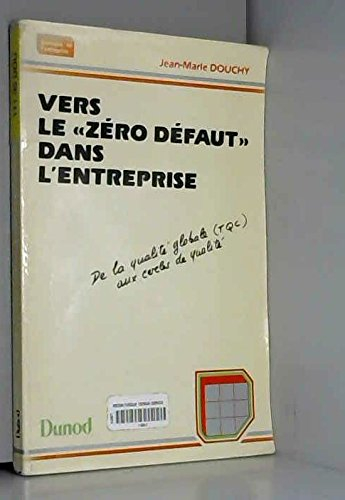 Jean-Marie DOUCHY
VERS
LE «ZÉRO DÉFAUT»
DANS
L'ENTREPRISE
De la qualité globale (TQC)
aux cercles de qualité
Dunod